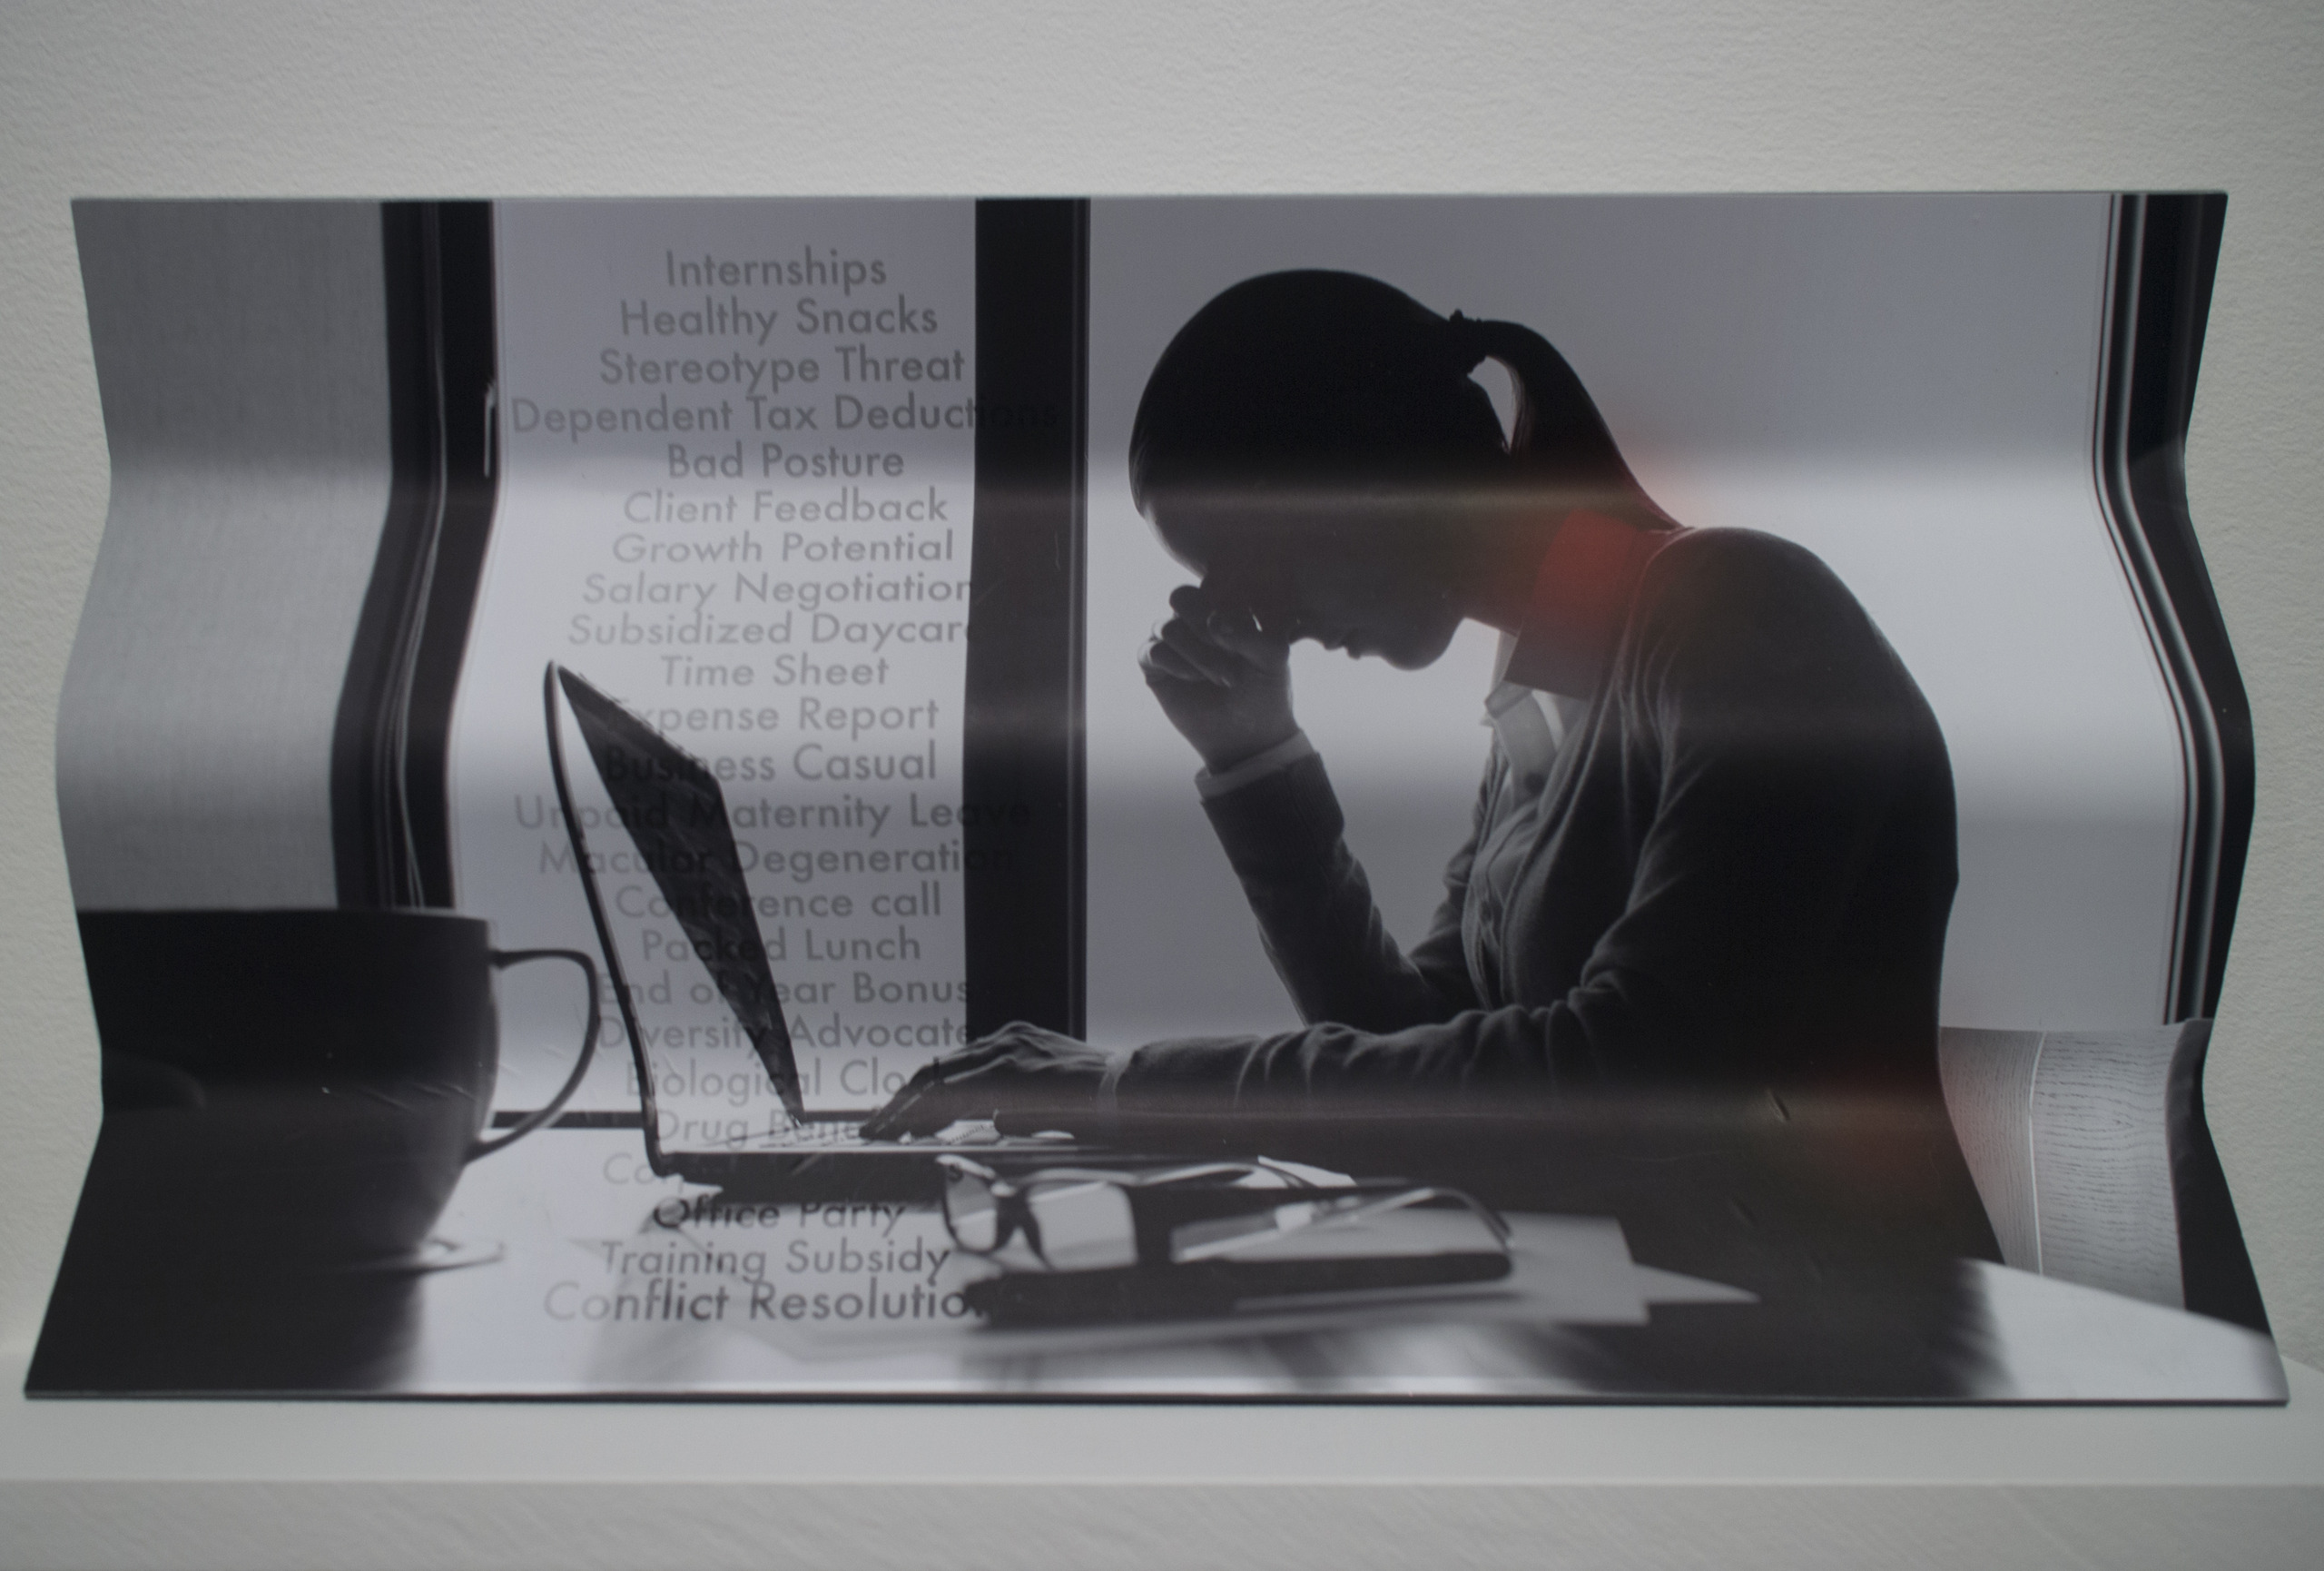 Internships
Healthy Snacks
Stereotype Threat
Dependent Tax Deductions
Bad Posture
Client Feedback
Growth Potential
Salary Negotiation
Subsidized Daycare
Time Sheet
Expense Report
Business Casual
Unpaid Maternity Leave
Macular Degeneration
Conference call
Packed Lunch
End of Year Bonus
Diversity Advocate
Biological Clock
Drug
Office Party
Training Subsidy
Conflict Resolution